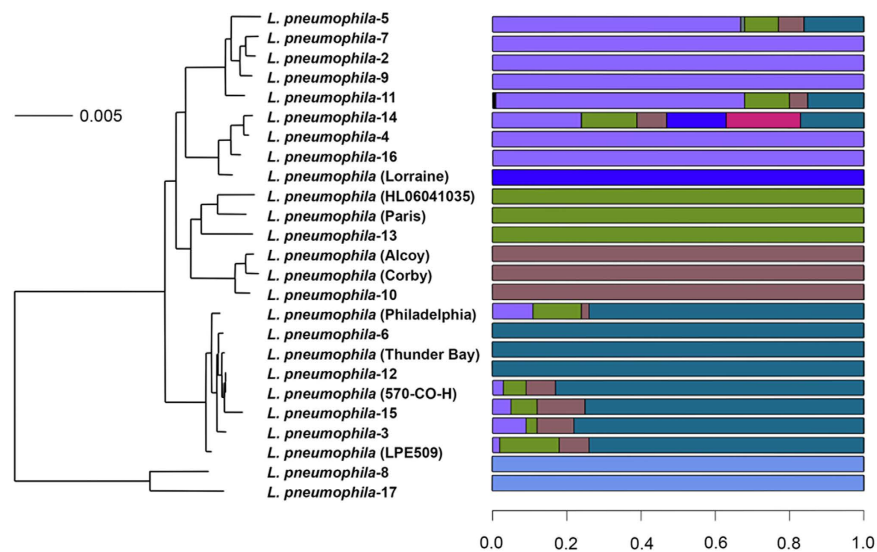 L. pneumophila-5
L. pneumophila-7
L. pneumophila-2
L. pneumophila-9
L. pneumophila-11
0.005
L. pneumophila-14
L. pneumophila-4
L. pneumophila-16
L. pneumophila (Lorraine)
L. pneumophila (HL06041035)
L. pneumophila (Paris)
L. pneumophila-13
L. pneumophila (Alcoy)
L. pneumophila (Corby)
L. pneumophila-10
L. pneumophila (Philadelphia)
L. pneumophila-6
L. pneumophila (Thunder Bay)
L. pneumophila-12
L. pneumophila (570-CO-H)
L. pneumophila-15
L. pneumophila-3
L. pneumophila (LPE509)
L. pneumophila-8
L. pneumophila-17
0.0 0.2 0.4 0.6 0.8 1.0